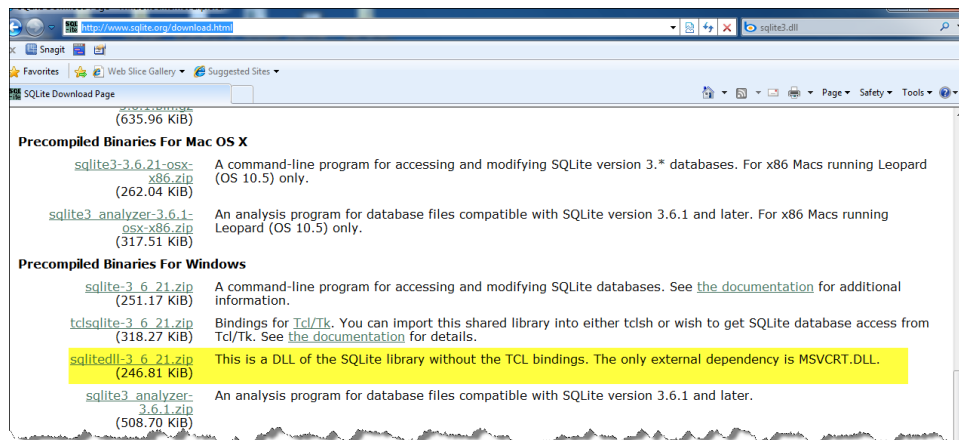 http://www.sqlite.org/download.html
sqlite3.dll
x Snagit
Favorites Web Slice Gallery Suggested Sites
SQLite Download Page
Page Safety Tools
(635.96 KiB)
Precompiled Binaries For Mac OS X
sqlite3-3.6.21-osx- A command-line program for accessing and modifying SQLite version 3.* databases. For x86 Macs running Leopard
x86.zip (OS 10.5) only.
(262.04 KiB)
sqlite3_analyzer-3.6.1- An analysis program for database files compatible with SQLite version 3.6.1 and later. For x86 Macs running
osx-x86.zip Leopard (OS 10.5) only.
(317.51 KiB)
Precompiled Binaries For Windows
sqlite-3_6_21.zip A command-line program for accessing and modifying SQLite databases. See the documentation for additional
(251.17 KiB) information.
tclsqlite-3_6_21.zip Bindings for Tcl/Tk. You can import this shared library into either tclsh or wish to get SQLite database access from
(318.27 KiB) Tcl/Tk. See the documentation for details.
sqlitedll-3_6_21.zip This is a DLL of the SQLite library without the TCL bindings. The only external dependency is MSVCRT.DLL.
(246.81 KiB)
sqlite3_analyzer- An analysis program for database files compatible with SQLite version 3.6.1 and later.
3.6.1.zip
(508.70 KiB)